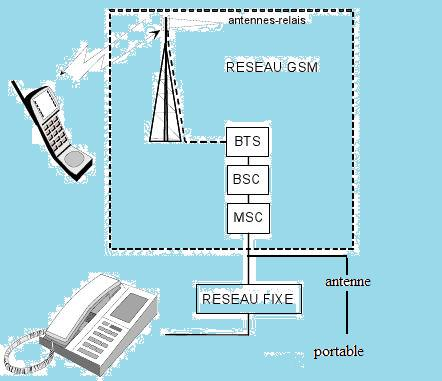 antennes-relais
RESEAU GSM
BTS
BSC
MSC
antenne
RESEAU FIXE
portable